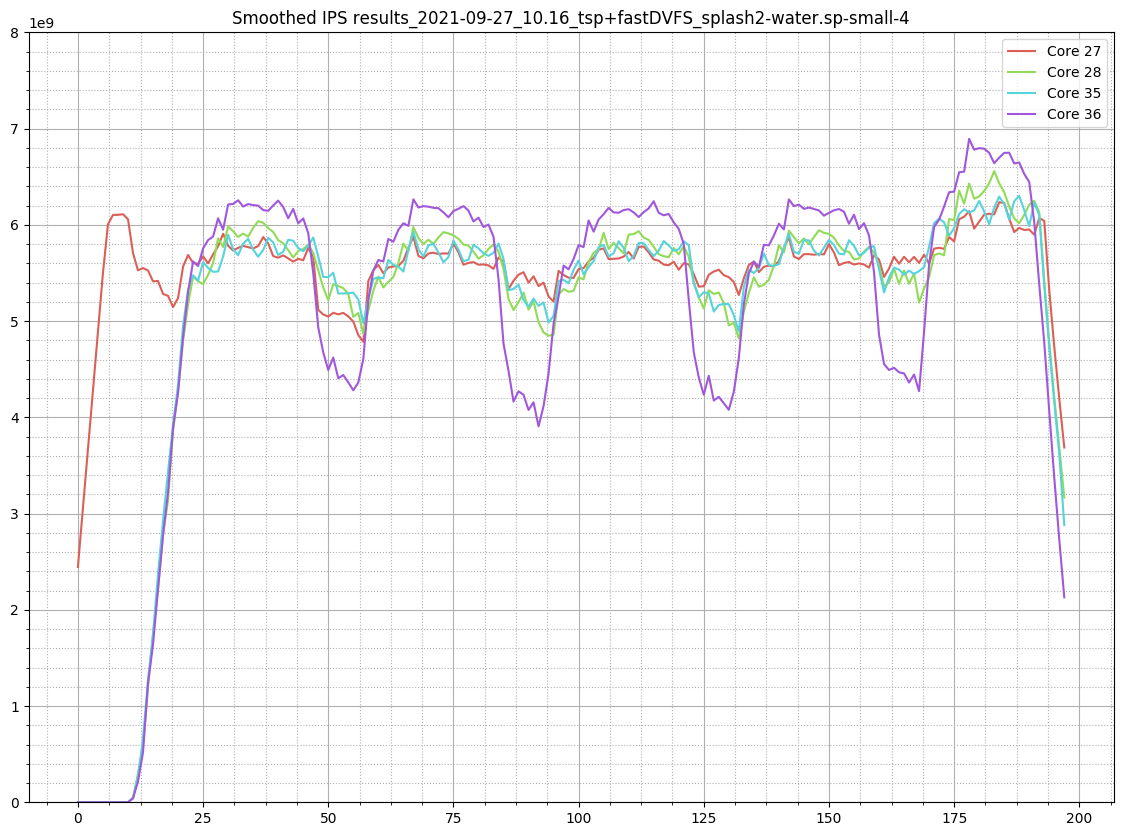 Smoothed IPS results_2021-09-27_10.16_tsp+fastDVFS_splash2-water.sp-small-4
1e9
8
7
6
5
4
3
2
1
0
Core 27
Core 28
Core 35
Core 36
0 25 50 75 100 125 150 175 200